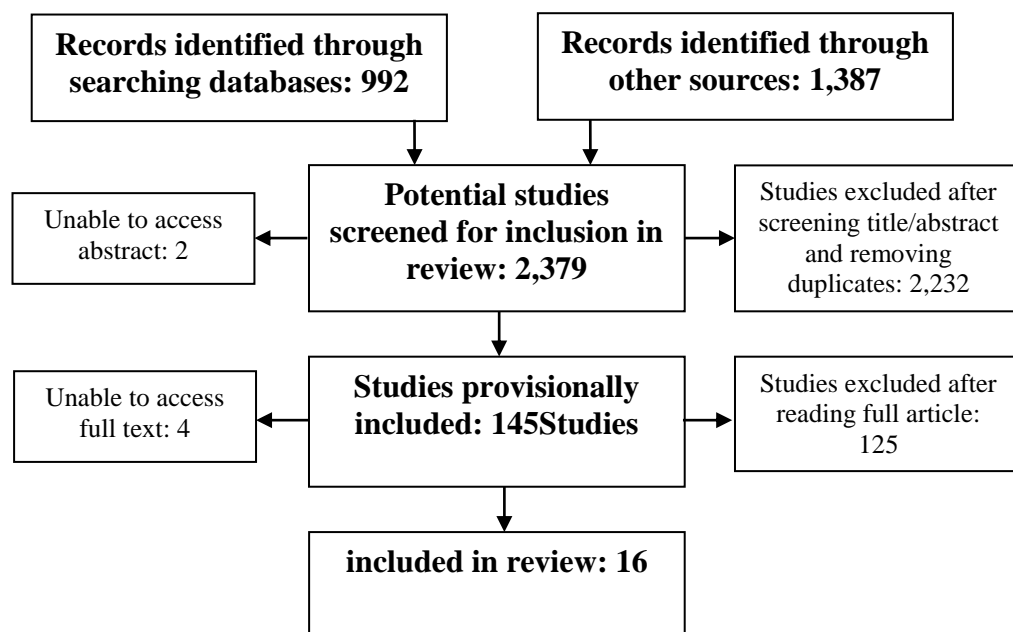 Records identified through
searching databases: 992
Records identified through
other sources: 1,387
Unable to access
abstract: 2
Potential studies
screened for inclusion in
review: 2,379
Studies excluded after
screening title/abstract
and removing
duplicates: 2,232
Unable to access
full text: 4
Studies provisionally
included: 145Studies
Studies excluded after
reading full article:
125
included in review: 16